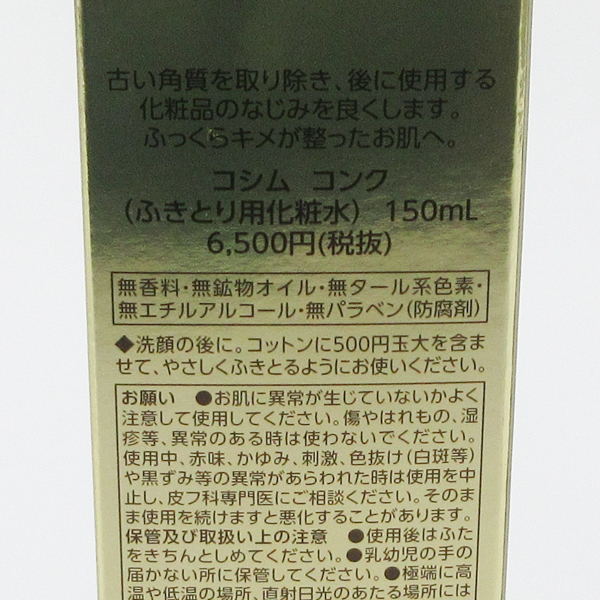 古い角質を取り除き、後に使用する
化粧品のなじみを良くします。
ふっくらキメが整ったお肌へ。
コシム コンク
(ふきとり用化粧水) 150mL
6,500円(税抜)
無香料・無鉱物オイル・無タール系色素・
無エチルアルコール・無パラベン(防腐剤)
◆洗顔の後に。コットンに500円玉大を含ま
せて、やさしくふきとるようにお使いください。
お願い ●お肌に異常が生じていないかよく
注意して使用してください。傷やはれもの、湿
疹等、異常のある時は使わないでください。
使用中、赤味、かゆみ、刺激、色抜け(白斑等)
や黒ずみ等の異常があらわれた時は使用を中
止し、皮フ科専門医にご相談ください。そのま
ま使用を続けますと悪化することがあります。
保管及び取扱い上の注意 ●使用後はふた
をきちんとしめてください。●乳幼児の手の
届かない所に保管してください。●極端に高
温や低温の場所、直射日光のあたる場所には